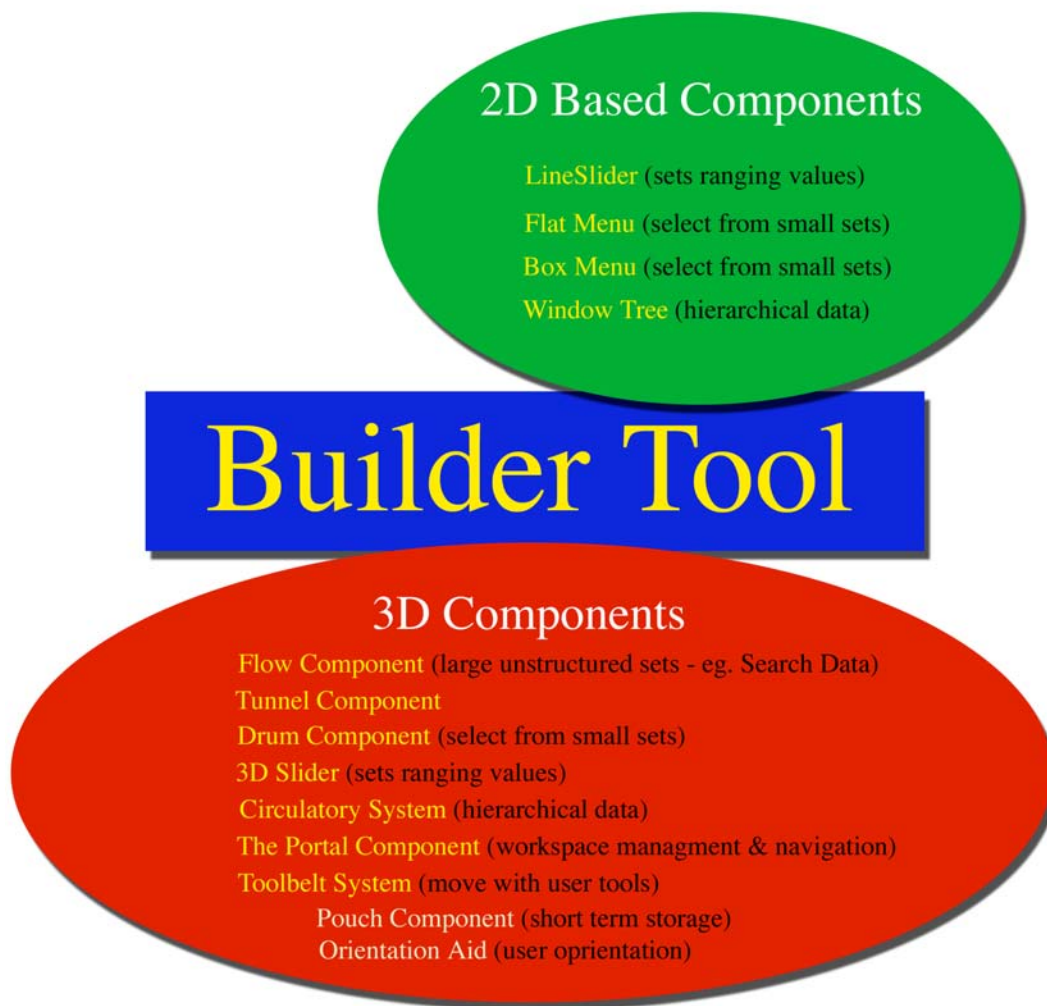 2D Based Components
LineSlider (sets ranging values)
Flat Menu (select from small sets)
Box Menu (select from small sets)
Window Tree (hierarchical data)
Builder Tool
3D Components
Flow Component (large unstructured sets - eg. Search Data)
Tunnel Component
Drum Component (select from small sets)
3D Slider (sets ranging values)
Circulatory System (hierarchical data)
The Portal Component (workspace managment & navigation)
Toolbelt System (move with user tools)
Pouch Component (short term storage)
Orientation Aid (user oprientation)